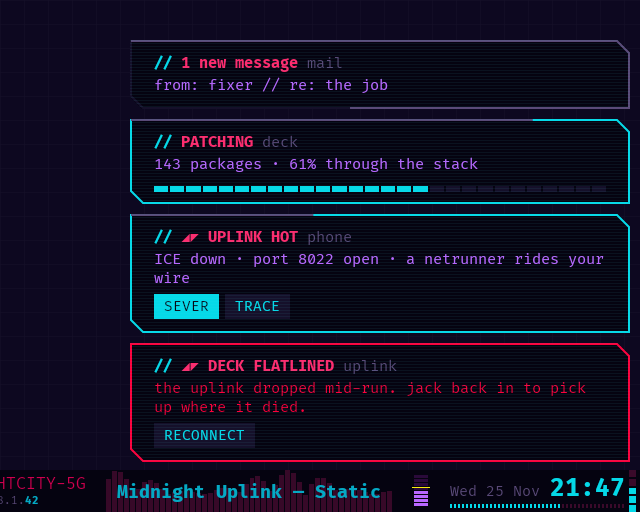 // 1 new message mail
from: fixer // re: the job
// PATCHING deck
143 packages · 61% through the stack
// UPLINK HOT phone
ICE down · port 8022 open · a netrunner rides your
wire
SEVER TRACE
// DECK FLATLINED uplink
the uplink dropped mid-run. jack back in to pick
up where it died.
RECONNECT
HTCITY-5G
3.1.42
Midnight Uplink — Static
Wed 25 Nov 21:47